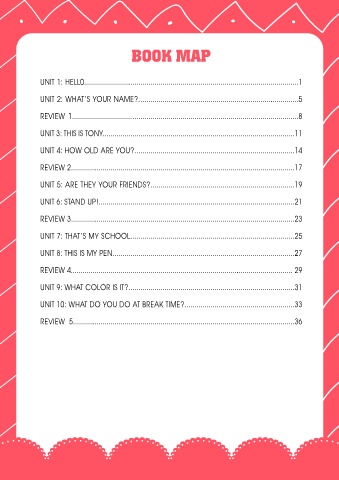 BOOK MAP
UNIT 1: HELLO....................................................................................................1
UNIT 2: WHAT'S YOUR NAME?...........................................................................5
REVIEW 1..........................................................................................................8
UNIT 3: THIS IS TONY.........................................................................................11
UNIT 4: HOW OLD ARE YOU?...........................................................................14
REVIEW 2.........................................................................................................17
UNIT 5: ARE THEY YOUR FRIENDS?...................................................................19
UNIT 6: STAND UP!............................................................................................21
REVIEW 3.........................................................................................................23
UNIT 7: THAT'S MY SCHOOL.............................................................................25
UNIT 8: THIS IS MY PEN.....................................................................................27
REVIEW 4........................................................................................................ 29
UNIT 9: WHAT COLOR IS IT?..............................................................................31
UNIT 10: WHAT DO YOU DO AT BREAK TIME?...................................................33
REVIEW 5........................................................................................................36